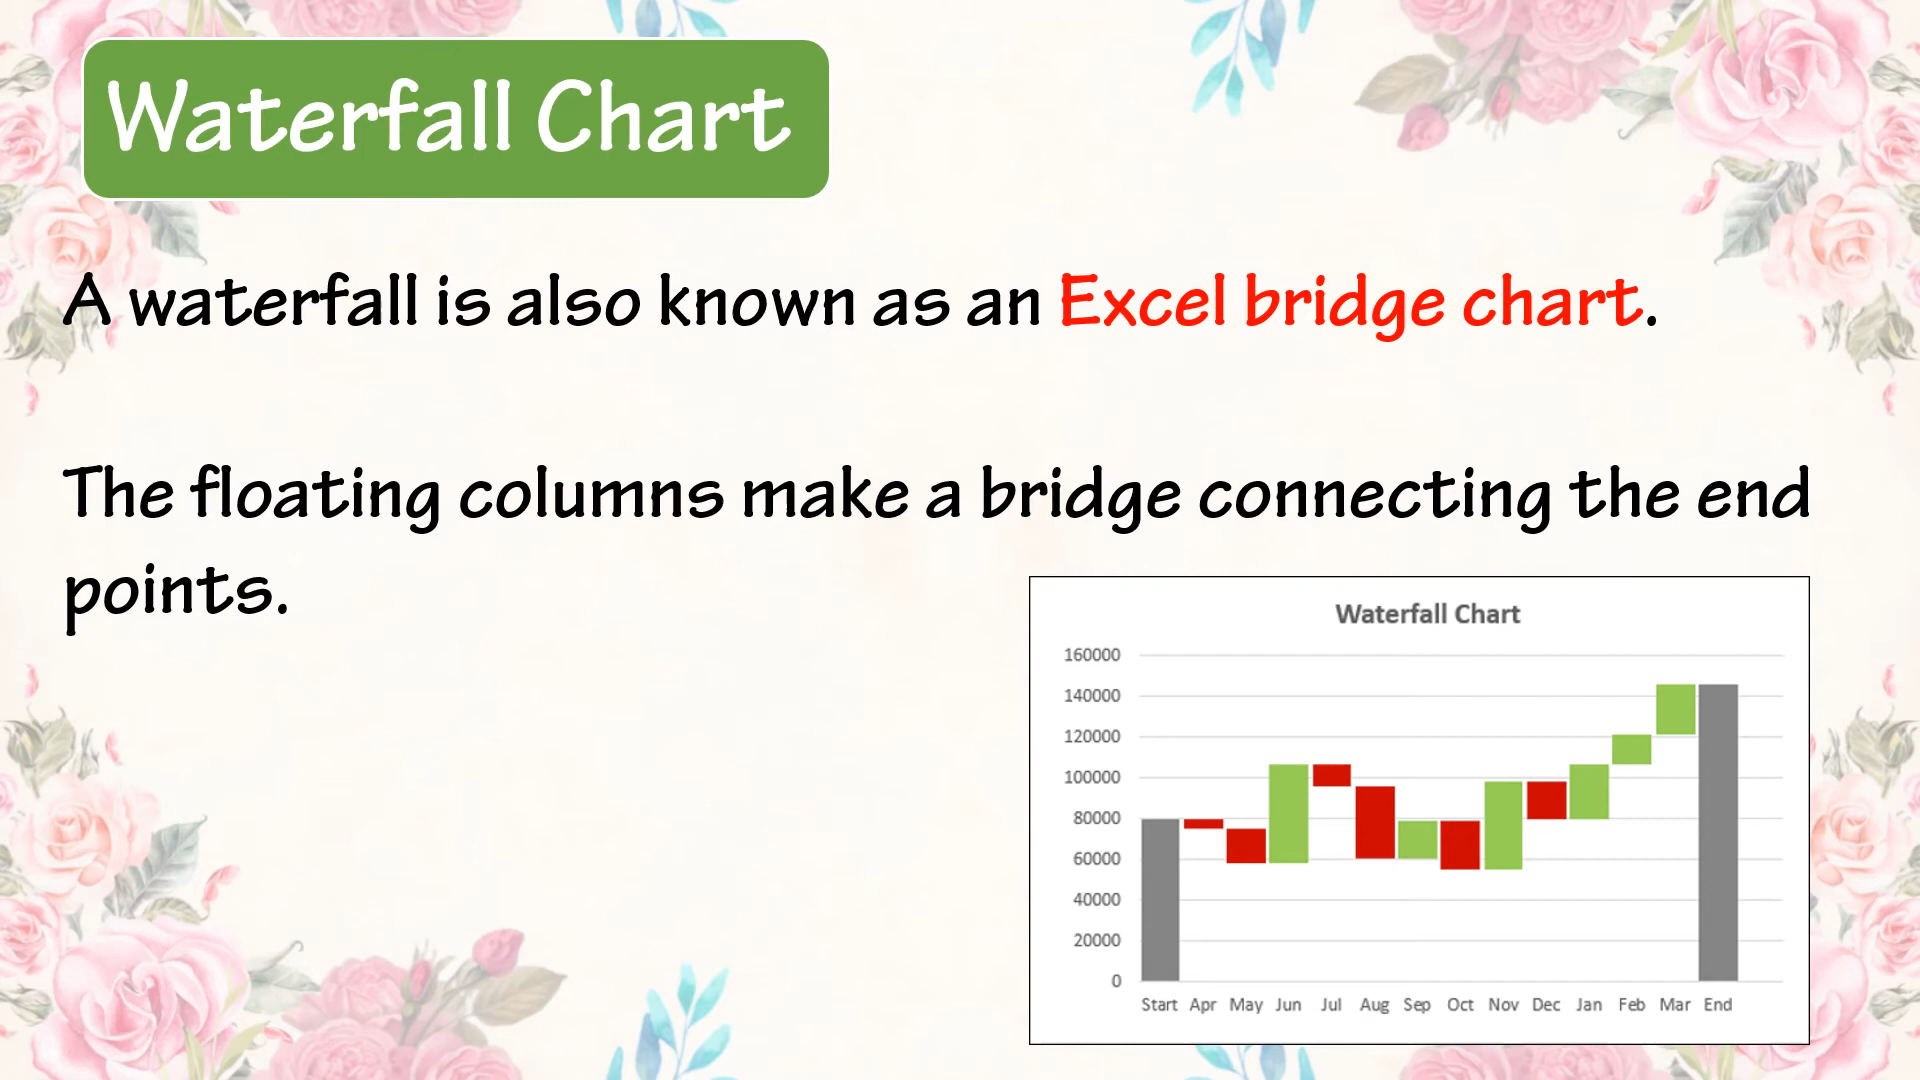 Waterfall Chart
A waterfall is also known as an Excel bridge chart.
The floating columns make a bridge connecting the end
points.
Waterfall Chart
160000
140000
120000
100000
80000
60000
40000
20000
0
Start Apr May Jun Jul Aug Sep Oct Nov Dec Jan Feb Mar End